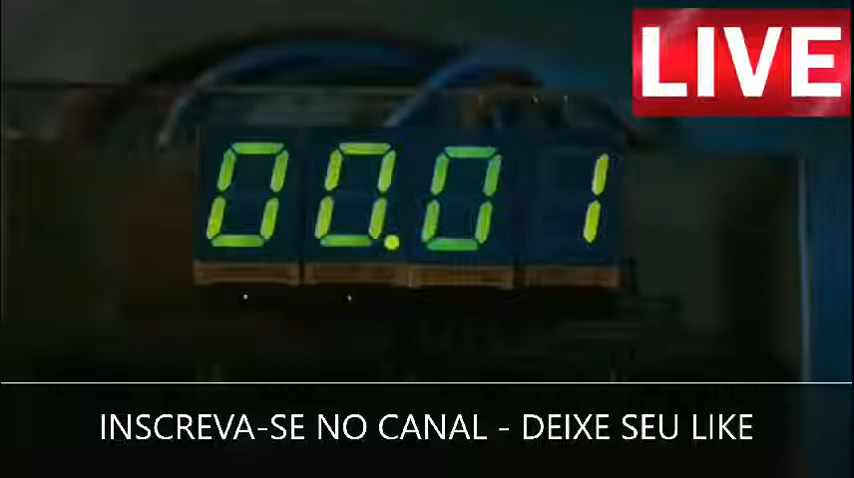 LIVE
00.01
INSCREVA-SE NO CANAL - DEIXE SEU LIKE